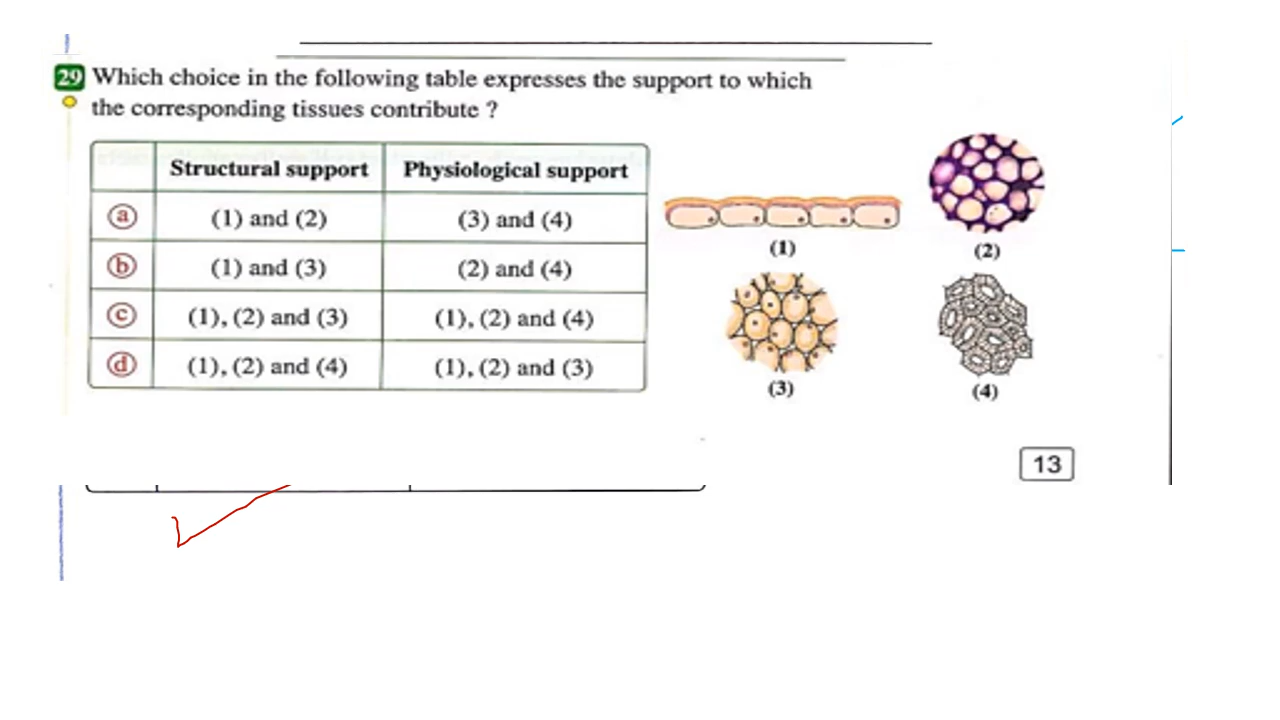 29 Which choice in the following table expresses the support to which
the corresponding tissues contribute ?
Structural support Physiological support
a (1) and (2) (3) and (4)
b (1) and (3) (2) and (4)
c (1), (2) and (3) (1), (2) and (4)
d (1), (2) and (4) (1), (2) and (3)
(1) (2)
(3) (4)
13